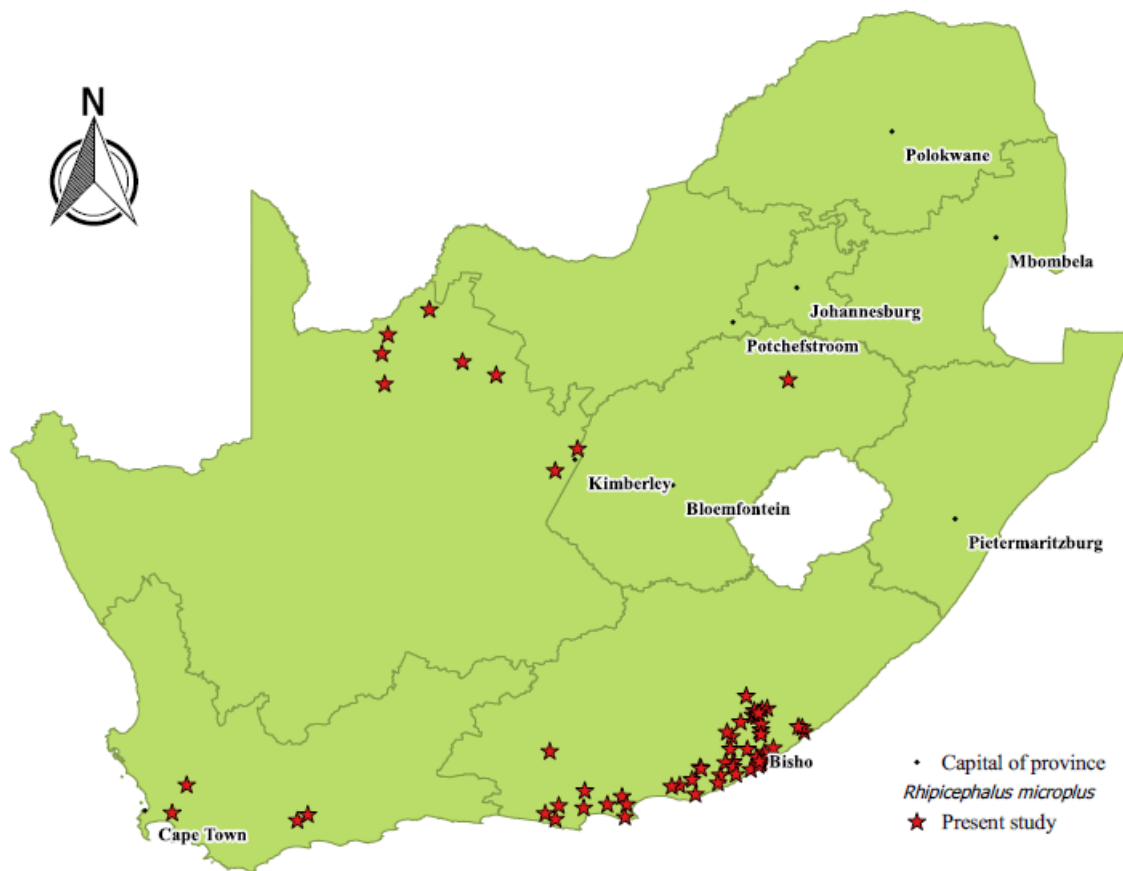 N
Polokwane
Mbombela
Johannesburg
Potchefstroom
Kimberley
Bloemfontein
Pietermaritzburg
Bisho
Capital of province
Rhipicephalus microplus
Present study
Cape Town